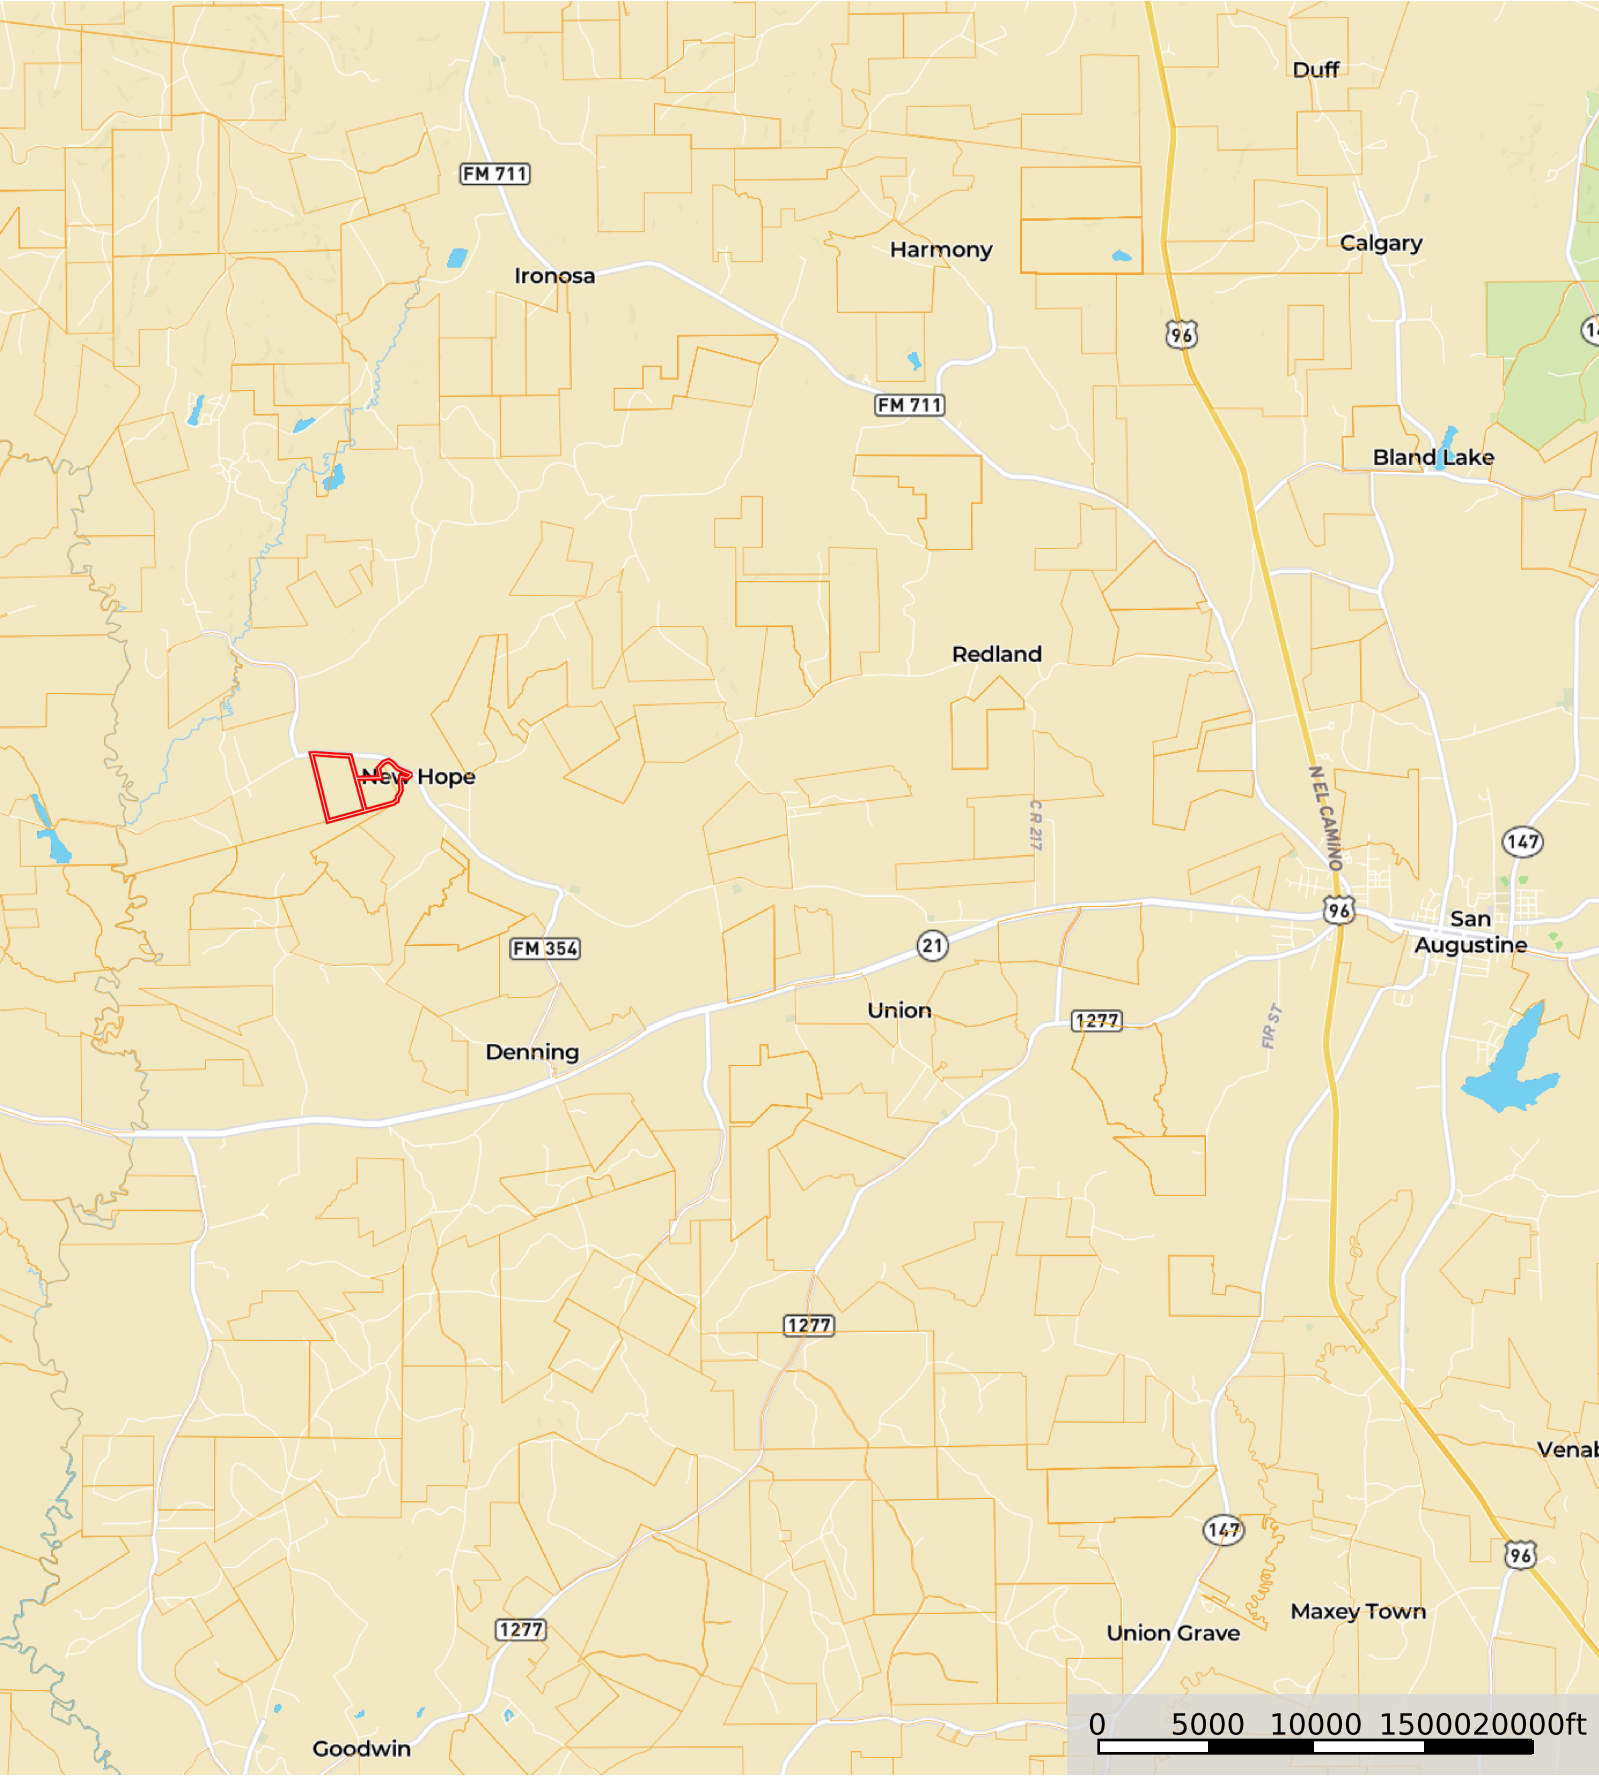 Duff
FM 711
Harmony
Calgary
Ironosa
96
FM 711
Bland Lake
Redland
New Hope
N EL CAMINO
C R 217
147
96
San
Augustine
21
FM 354
Union
1277
FIR ST
Denning
1277
147
96
Maxey Town
1277
Union Grave
0 5000 10000 15000 20000ft
Goodwin